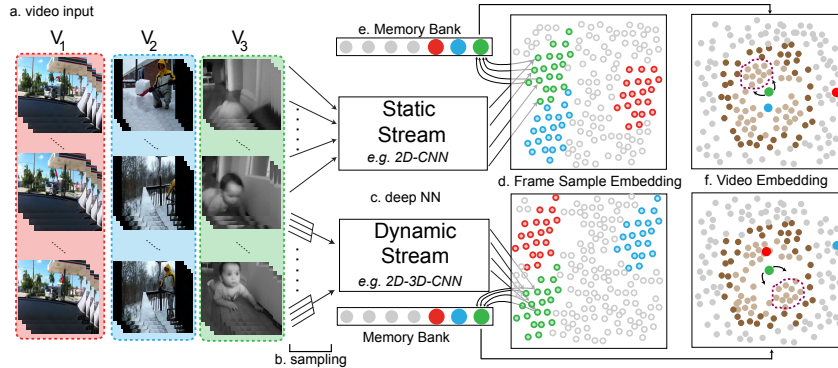 a. video input
V1
V2
V3
e. Memory Bank
Static
Stream
e.g. 2D-CNN
c. deep NN
Dynamic
Stream
e.g. 2D-3D-CNN
Memory Bank
b. sampling
d. Frame Sample Embedding
f. Video Embedding